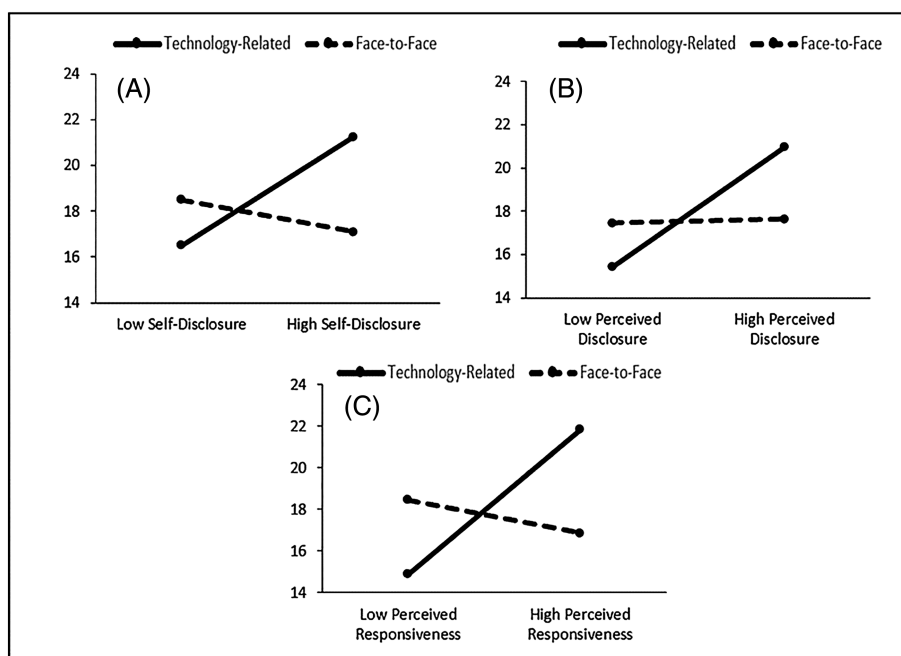 Technology-Related Face-to-Face
(A)
24
22
20
18
16
14
Low Self-Disclosure High Self-Disclosure
Technology-Related Face-to-Face
(B)
24
22
20
18
16
14
Low Perceived High Perceived
Disclosure Disclosure
Technology-Related Face-to-Face
(C)
24
22
20
18
16
14
Low Perceived High Perceived
Responsiveness Responsiveness